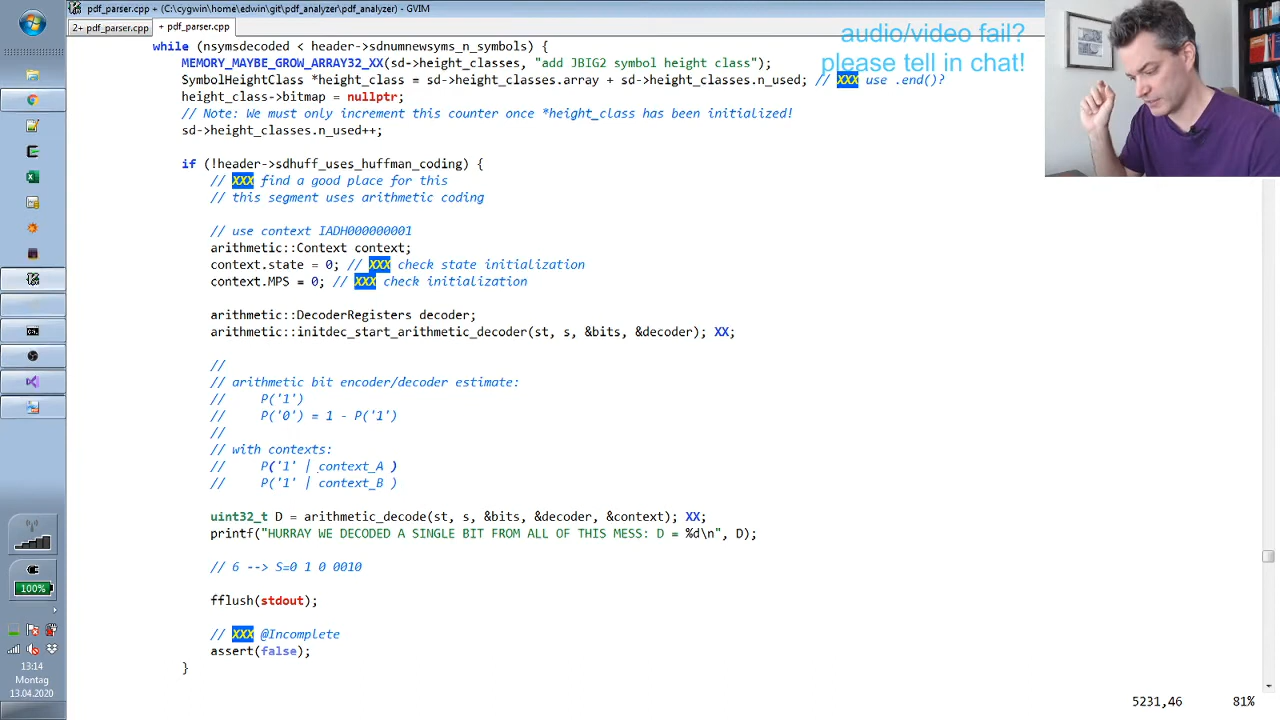 pdf_parser.cpp + (C:\cygwin\home\edwin\git\pdf_analyzer\pdf_analyzer) - GVIM
2+ pdf_parser.cpp
+ pdf_parser.cpp
audio/video fail?
please tell in chat!
while (nsymsdecoded < header->sdnumnewsyms_n_symbols) {
MEMORY_MAYBE_GROW_ARRAY32_XX(sd->height_classes, "add JBIG2 symbol height class");
SymbolHeightClass *height_class = sd->height_classes.array + sd->height_classes.n_used; // XXX use .end()?
height_class->bitmap = nullptr;
// Note: We must only increment this counter once *height_class has been initialized!
sd->height_classes.n_used++;
if (!header->sdhuff_uses_huffman_coding) {
// XXX find a good place for this
// this segment uses arithmetic coding
// use context IADH000000001
arithmetic::Context context;
context.state = 0; // XXX check state initialization
context.MPS = 0; // XXX check initialization
arithmetic::DecoderRegisters decoder;
arithmetic::initdec_start_arithmetic_decoder(st, s, &bits, &decoder); XX;
//
// arithmetic bit encoder/decoder estimate:
// P('1')
// P('0') = 1 - P('1')
//
// with contexts:
// P('1' | context_A )
// P('1' | context_B )
uint32_t D = arithmetic_decode(st, s, &bits, &decoder, &context); XX;
printf("HURRAY WE DECODED A SINGLE BIT FROM ALL OF THIS MESS: D = %d\n", D);
// 6 --> S=0 1 0 0010
fflush(stdout);
// XXX @Incomplete
assert(false);
}
100%
13:14
Montag
13.04.2020
5231,46 81%